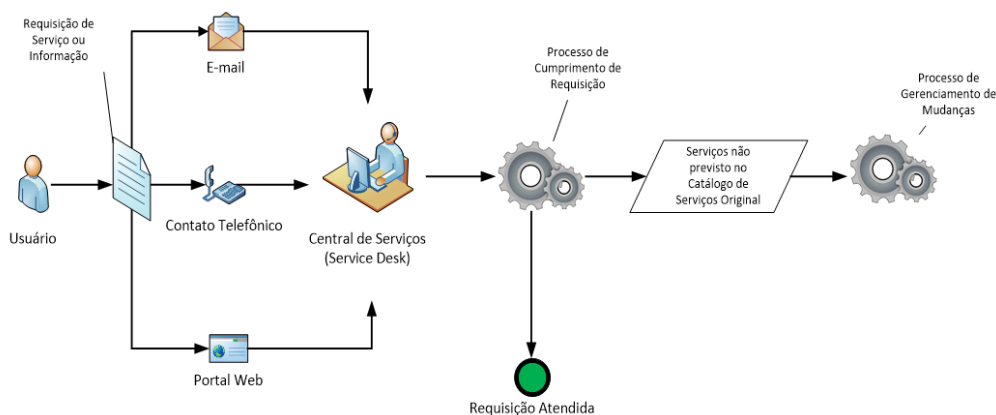 Requisição de
Serviço ou
Informação
E-mail
Usuário
Contato Telefônico
Central de Serviços
(Service Desk)
Portal Web
Processo de
Cumprimento de
Requisição
Serviços não
previsto no
Catálogo de
Serviços Original
Processo de
Gerenciamento de
Mudanças
Requisição Atendida